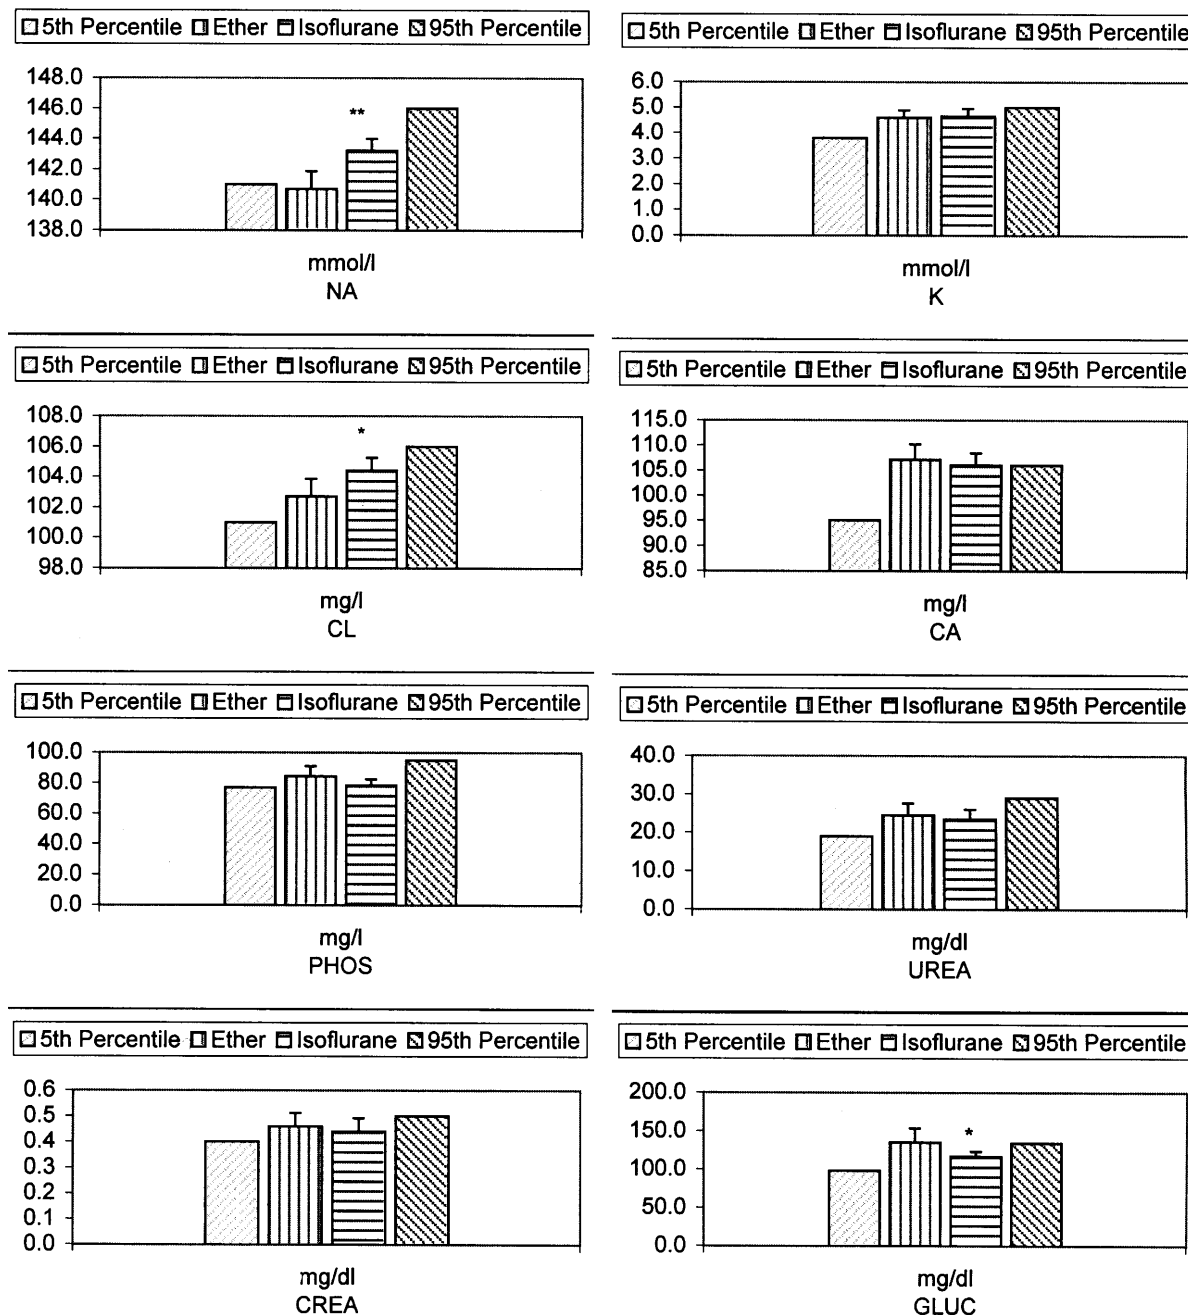 5th Percentile Ether Isoflurane 95th Percentile
148.0
146.0
144.0
142.0
140.0
138.0
**
mmol/l
NA
5th Percentile Ether Isoflurane 95th Percentile
6.0
5.0
4.0
3.0
2.0
1.0
0.0
mmol/l
K
5th Percentile Ether Isoflurane 95th Percentile
108.0
106.0
104.0
102.0
100.0
98.0
*
mg/l
CL
5th Percentile Ether Isoflurane 95th Percentile
115.0
110.0
105.0
100.0
95.0
90.0
85.0
mg/l
CA
5th Percentile Ether Isoflurane 95th Percentile
100.0
80.0
60.0
40.0
20.0
0.0
mg/l
PHOS
5th Percentile Ether Isoflurane 95th Percentile
40.0
30.0
20.0
10.0
0.0
mg/dl
UREA
5th Percentile Ether Isoflurane 95th Percentile
0.6
0.5
0.4
0.3
0.2
0.1
0.0
mg/dl
CREA
5th Percentile Ether Isoflurane 95th Percentile
200.0
150.0
100.0
50.0
0.0
*
mg/dl
GLUC